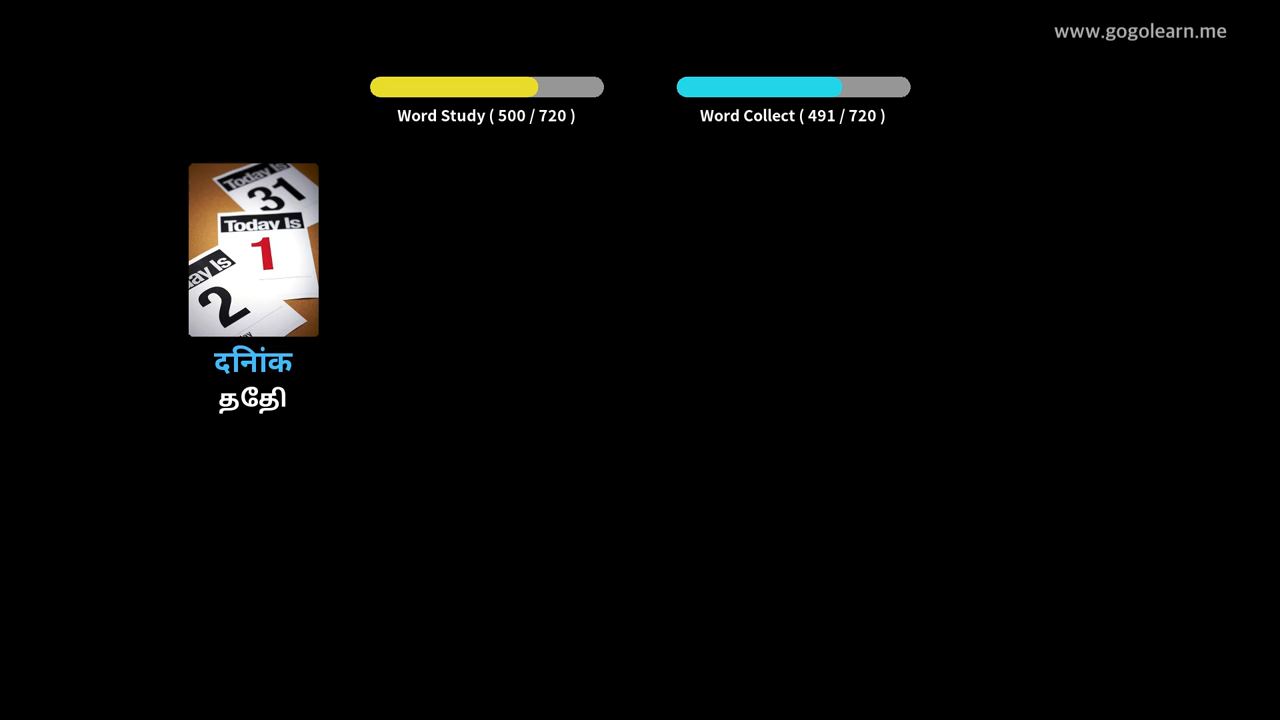 www.gogolearn.me
Word Study ( 500 / 720 )
Word Collect ( 491 / 720 )
Today Is
31
Today Is
1
ay Is
2
दिनांक
தேதி